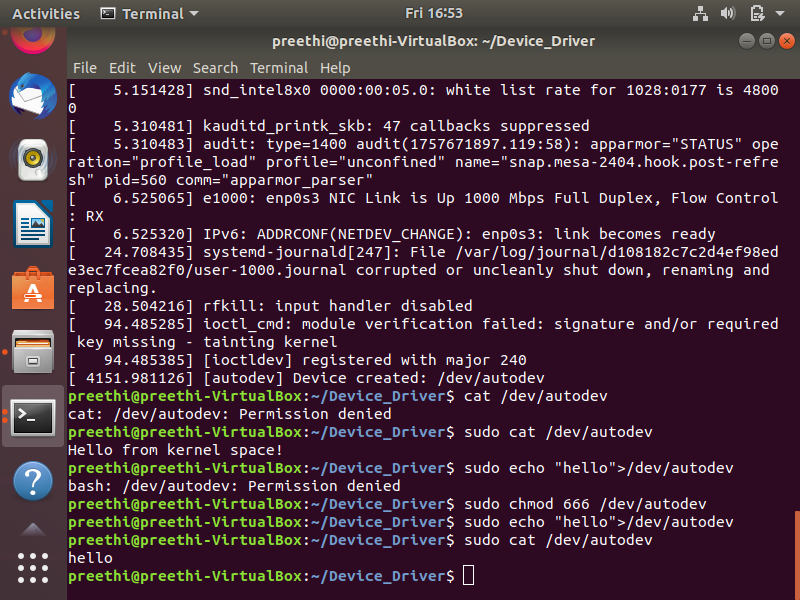 Activities
Terminal
Fri 16:53
preethi@preethi-VirtualBox: ~/Device_Driver
File Edit View Search Terminal Help
[    5.151428] snd_intel8x0 0000:00:05.0: white list rate for 1028:0177 is 4800
0
[    5.310481] kauditd_printk_skb: 47 callbacks suppressed
[    5.310483] audit: type=1400 audit(1757671897.119:58): apparmor="STATUS" ope
ration="profile_load" profile="unconfined" name="snap.mesa-2404.hook.post-refre
sh" pid=560 comm="apparmor_parser"
[    6.525065] e1000: enp0s3 NIC Link is Up 1000 Mbps Full Duplex, Flow Control
: RX
[    6.525320] IPv6: ADDRCONF(NETDEV_CHANGE): enp0s3: link becomes ready
[   24.708435] systemd-journald[247]: File /var/log/journal/d108182c7c2d4ef98ed
e3ec7fcea82f0/user-1000.journal corrupted or uncleanly shut down, renaming and
replacing.
[   28.504216] rfkill: input handler disabled
[   94.485285] ioctl_cmd: module verification failed: signature and/or required
 key missing - tainting kernel
[   94.485385] [ioctldev] registered with major 240
[ 4151.981126] [autodev] Device created: /dev/autodev
preethi@preethi-VirtualBox:~/Device_Driver$ cat /dev/autodev
cat: /dev/autodev: Permission denied
preethi@preethi-VirtualBox:~/Device_Driver$ sudo cat /dev/autodev
Hello from kernel space!
preethi@preethi-VirtualBox:~/Device_Driver$ sudo echo "hello">/dev/autodev
bash: /dev/autodev: Permission denied
preethi@preethi-VirtualBox:~/Device_Driver$ sudo chmod 666 /dev/autodev
preethi@preethi-VirtualBox:~/Device_Driver$ sudo echo "hello">/dev/autodev
preethi@preethi-VirtualBox:~/Device_Driver$ sudo cat /dev/autodev
hello
preethi@preethi-VirtualBox:~/Device_Driver$